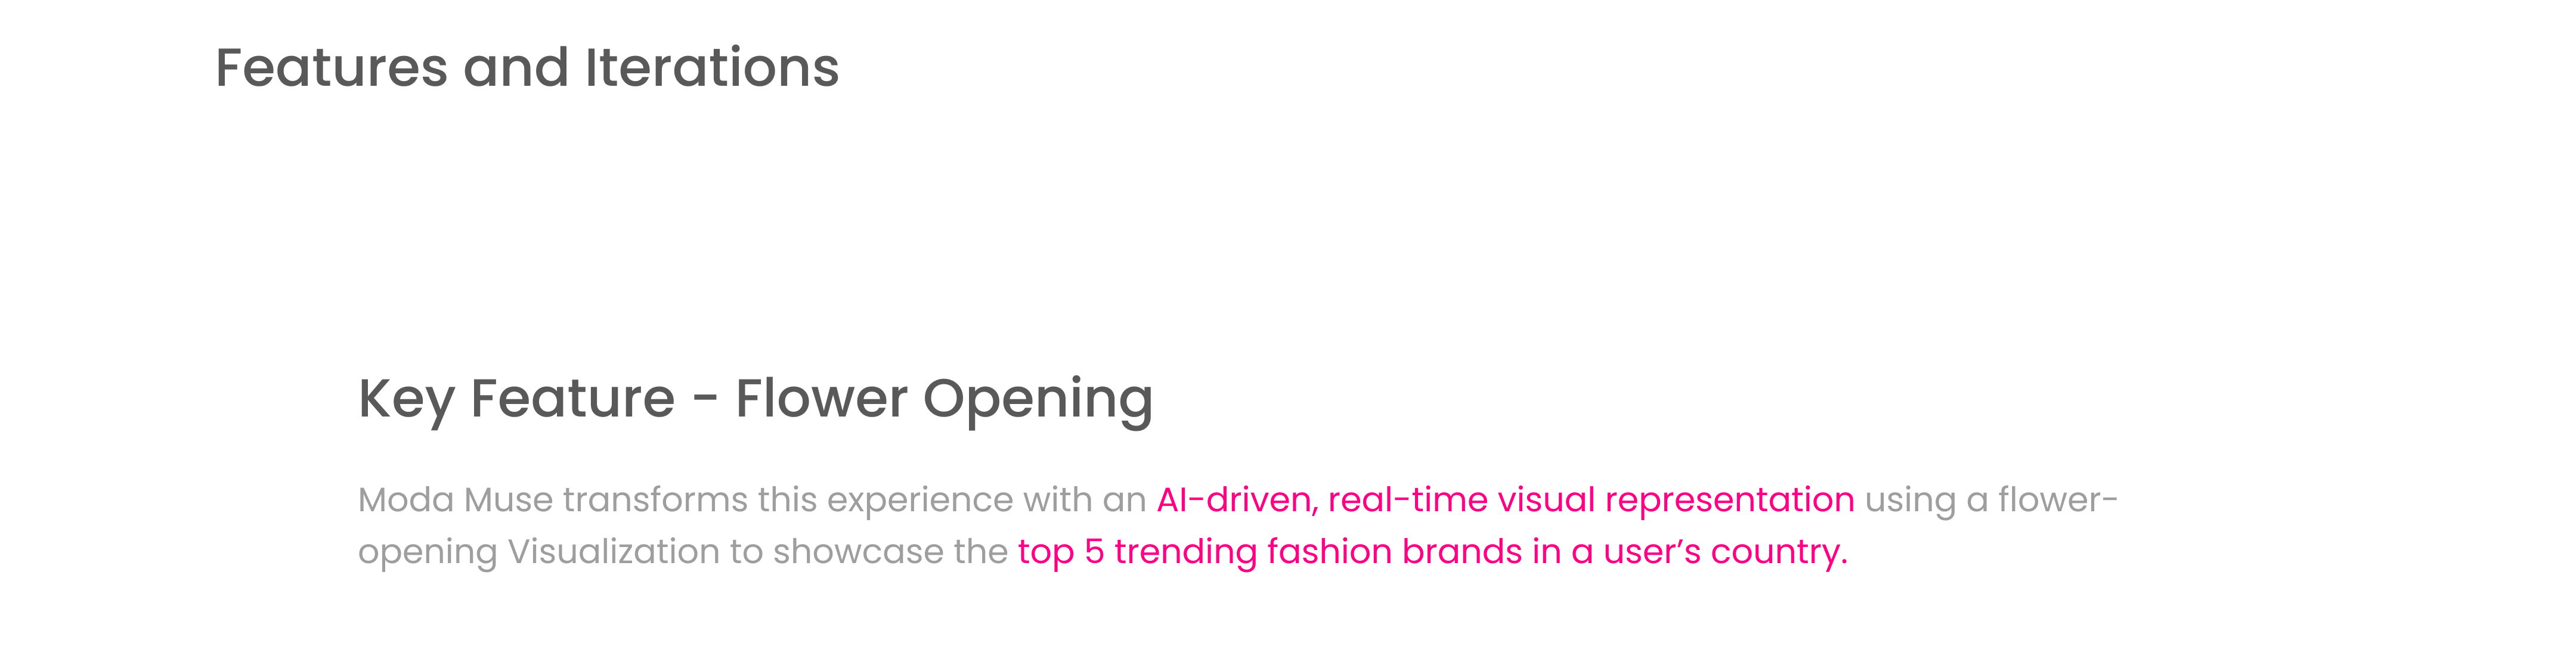 Features and Iterations
Key Feature - Flower Opening
Moda Muse transforms this experience with an AI-driven, real-time visual representation using a flower-
opening Visualization to showcase the top 5 trending fashion brands in a user’s country.